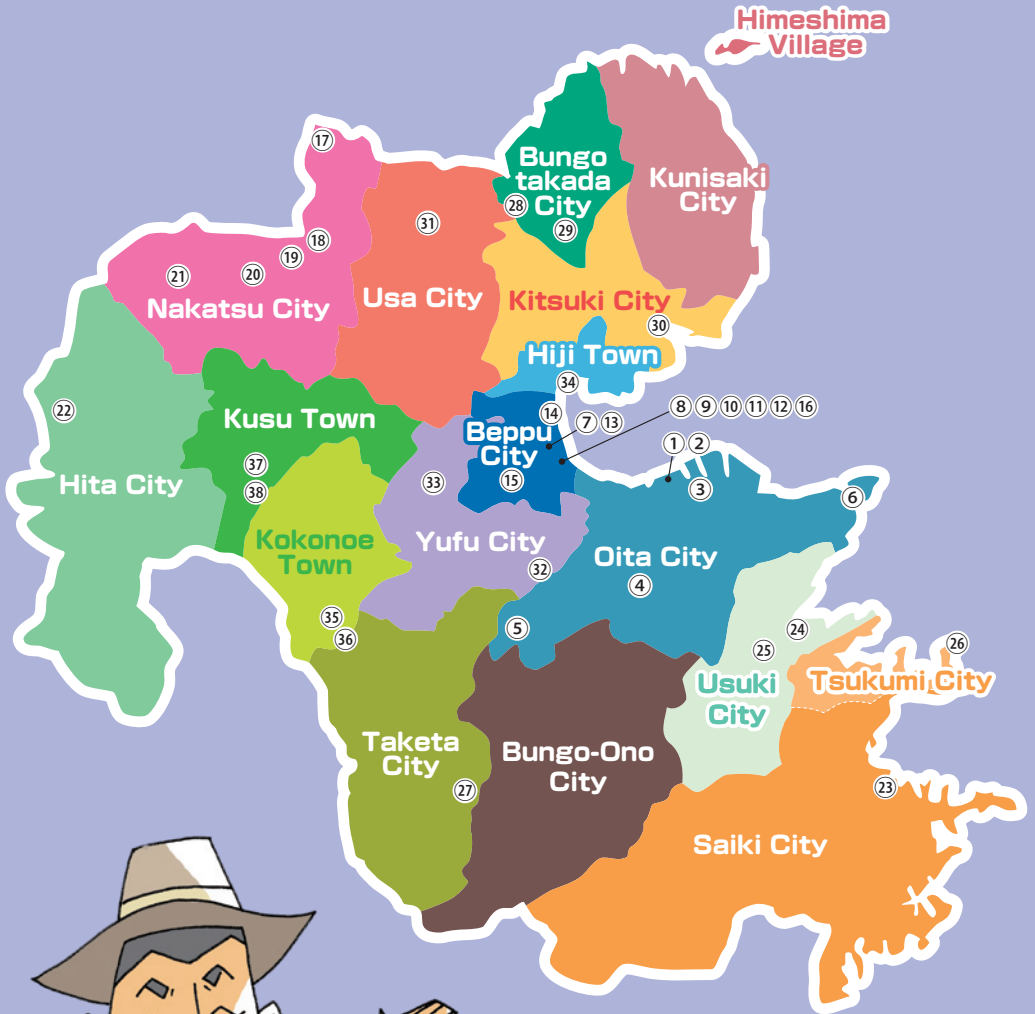 Himeshima
Village
⑰
Bungo
takada
City
Kunisaki
City
㉘
㉙
㉛
⑱
⑲
⑳
㉑
Nakatsu City
Usa City
Kitsuki City
㉚
Hiji Town
㉞
㉒
Kusu Town
⑭
Beppu
City
⑦ ⑬
⑧ ⑨ ⑩ ⑪ ⑫ ⑯
① ②
③
⑥
㊲
㊳
Hita City
㉝
⑮
Kokonoe
Town
Yufu City
㉜
Oita City
④
⑤
㉟
㊱
㉔
㉕
㉖
Usuki
City
Tsukumi City
Taketa
City
㉗
Bungo-Ono
City
㉓
Saiki City